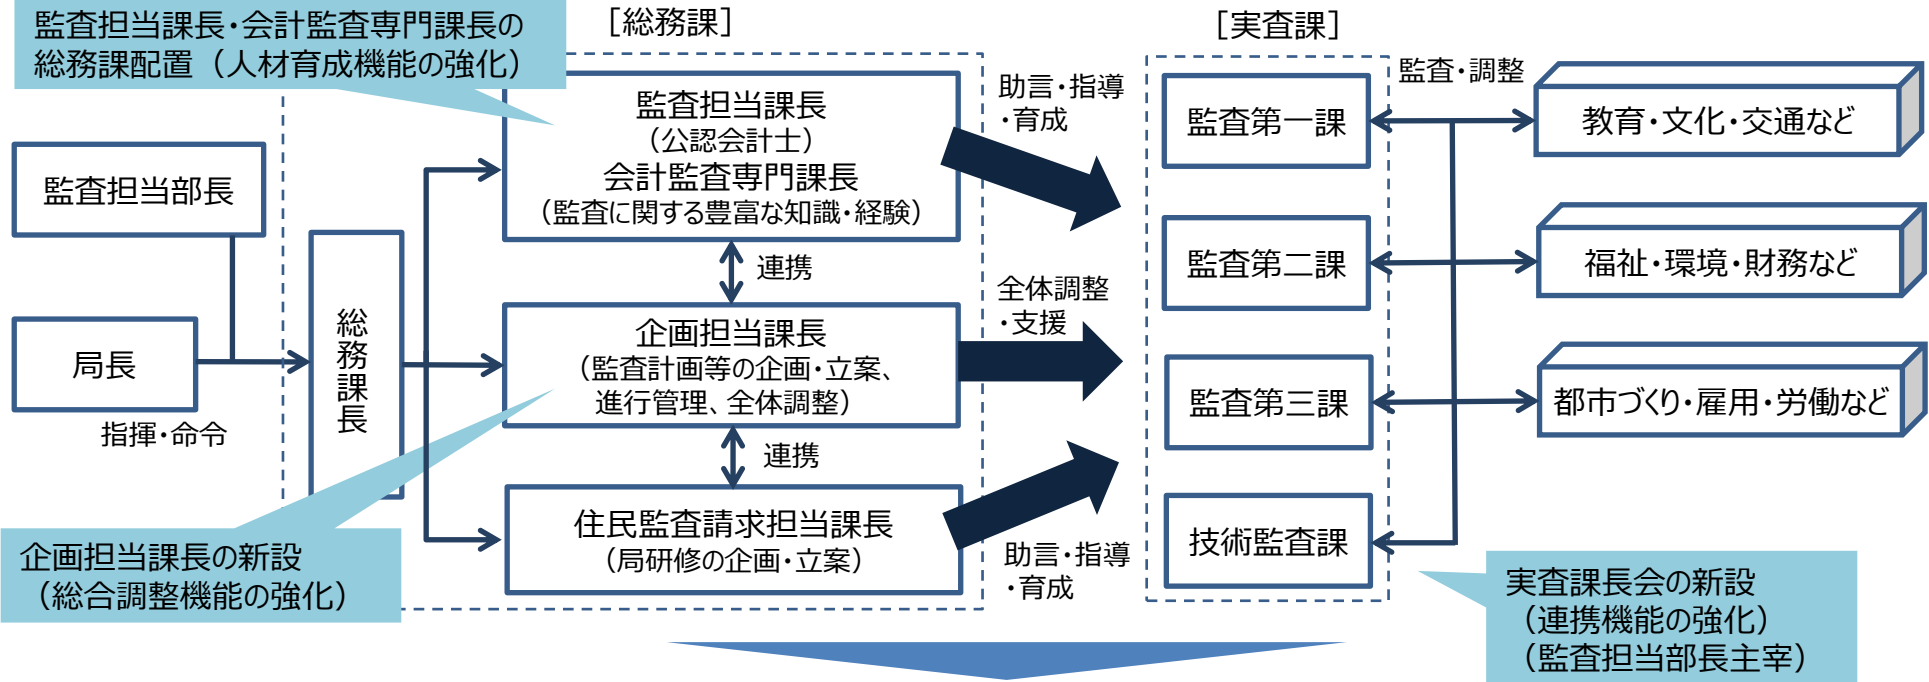 監査担当課長・会計監査専門課長の
総務課配置（人材育成機能の強化）
［総務課］
［実査課］
監査担当部長
局長
指揮・命令
総務課長
監査担当課長
（公認会計士）
会計監査専門課長
（監査に関する豊富な知識・経験）
連携
企画担当課長
（監査計画等の企画・立案、
進行管理、全体調整）
連携
住民監査請求担当課長
（局研修の企画・立案）
助言・指導
・育成
全体調整
・支援
助言・指導
・育成
監査第一課
監査第二課
監査第三課
技術監査課
監査・調整
教育・文化・交通など
福祉・環境・財務など
都市づくり・雇用・労働など
企画担当課長の新設
（総合調整機能の強化）
実査課長会の新設
（連携機能の強化）
（監査担当部長主宰）